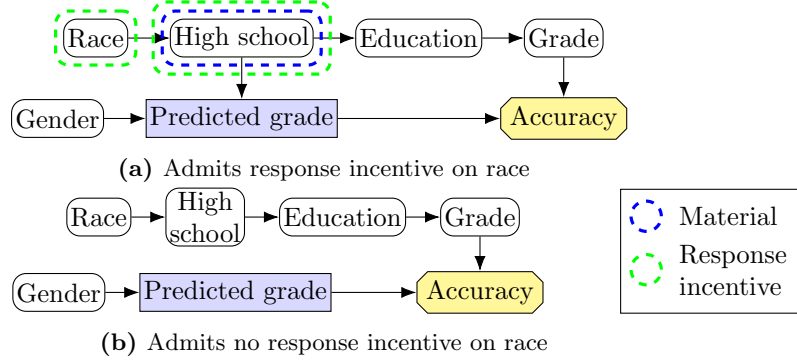 Race High school Education Grade
Gender Predicted grade Accuracy
(a) Admits response incentive on race
Race High school Education Grade
Gender Predicted grade Accuracy
(b) Admits no response incentive on race
Material
Response
incentive